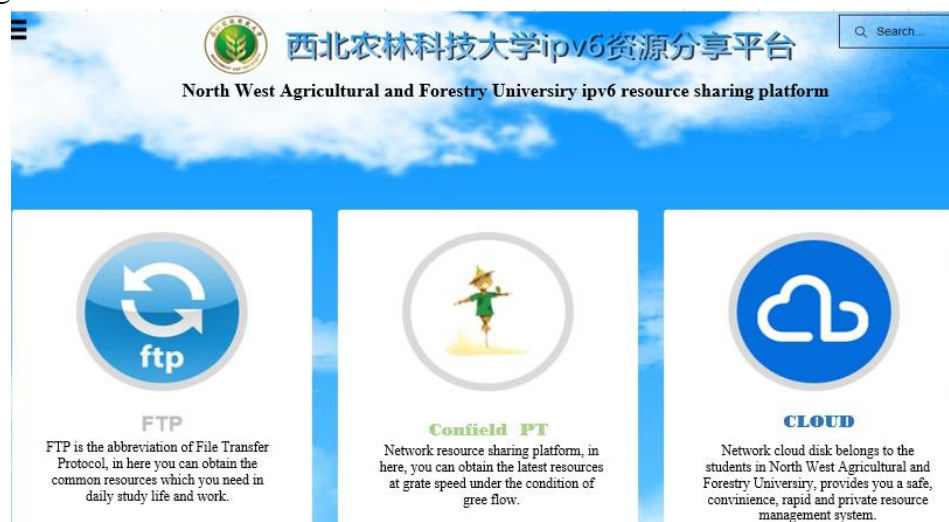 西北农林科技大学ipv6资源分享平台
Search...
North West Agricultural and Forestry Universiry ipv6 resource sharing platform
ftp
FTP
FTP is the abbreviation of File Transfer
Protocol, in here you can obtain the
common resources which you need in
daily study life and work.
Confield PT
Network resource sharing platform, in
here, you can obtain the latest resources
at grate speed under the condition of
gree flow.
CLOUD
Network cloud disk belongs to the
students in North West Agricultural and
Forestry Universiry, provides you a safe,
convinience, rapid and private resource
management system.